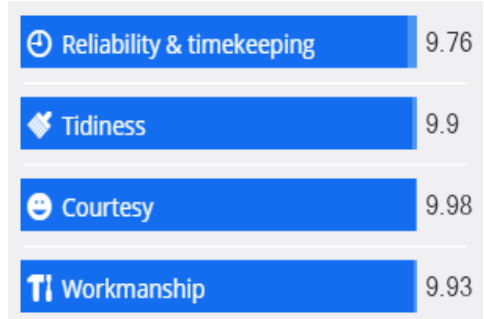 Reliability & timekeeping 9.76
Tidiness 9.9
Courtesy 9.98
Workmanship 9.93